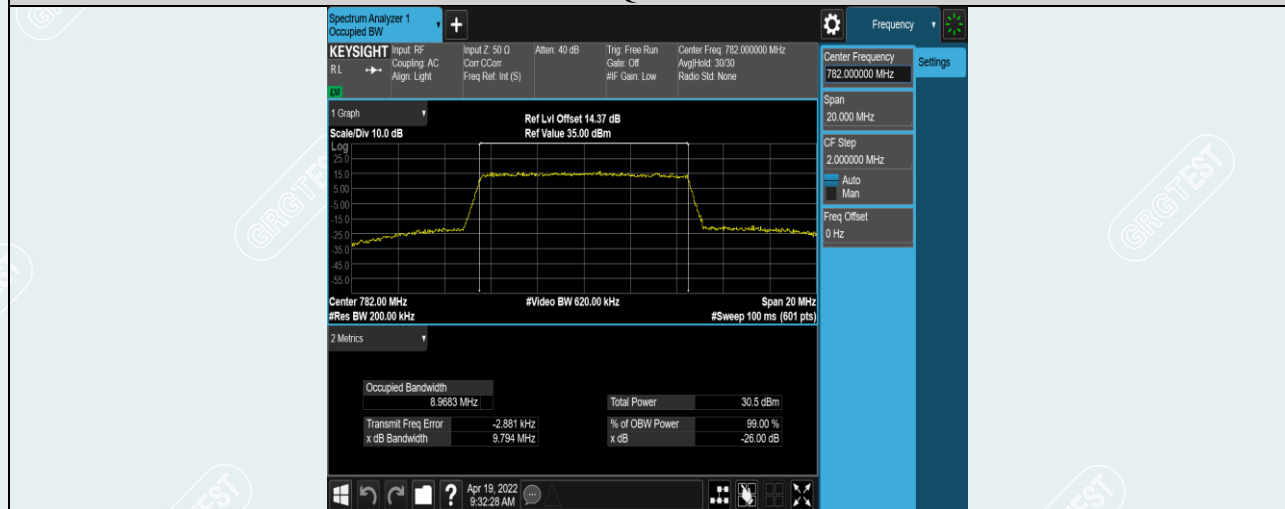 Spectrum Analyzer 1
Occupied BW
+
Frequency
KEYSIGHT
RL
Input: RF
Coupling: AC
Align: Light
Input Z: 50 Ω
Corr CCorr
Freq Ref: Int (S)
Atten: 40 dB
Trig: Free Run
Gate: Off
#IF Gain: Low
Center Freq: 782.000000 MHz
Avg|Hold: 30/30
Radio Std: None
Center Frequency
782.000000 MHz
Settings
Span
20.000 MHz
CF Step
2.000000 MHz
Auto
Man
Freq Offset
0 Hz
1 Graph
Scale/Div 10.0 dB
Ref Lvl Offset 14.37 dB
Ref Value 35.00 dBm
Log
25.0
15.0
5.00
-5.00
-15.0
-25.0
-35.0
-45.0
-55.0
Center 782.00 MHz
#Video BW 620.00 kHz
Span 20 MHz
#Res BW 200.00 kHz
#Sweep 100 ms (601 pts)
2 Metrics
Occupied Bandwidth
8.9683 MHz
Total Power 30.5 dBm
Transmit Freq Error -2.881 kHz
% of OBW Power 99.00 %
x dB Bandwidth 9.794 MHz
x dB -26.00 dB
?
Apr 19, 2022
9:32:28 AM
GRGTEST
GRGTEST
GRGTEST
GRGTEST